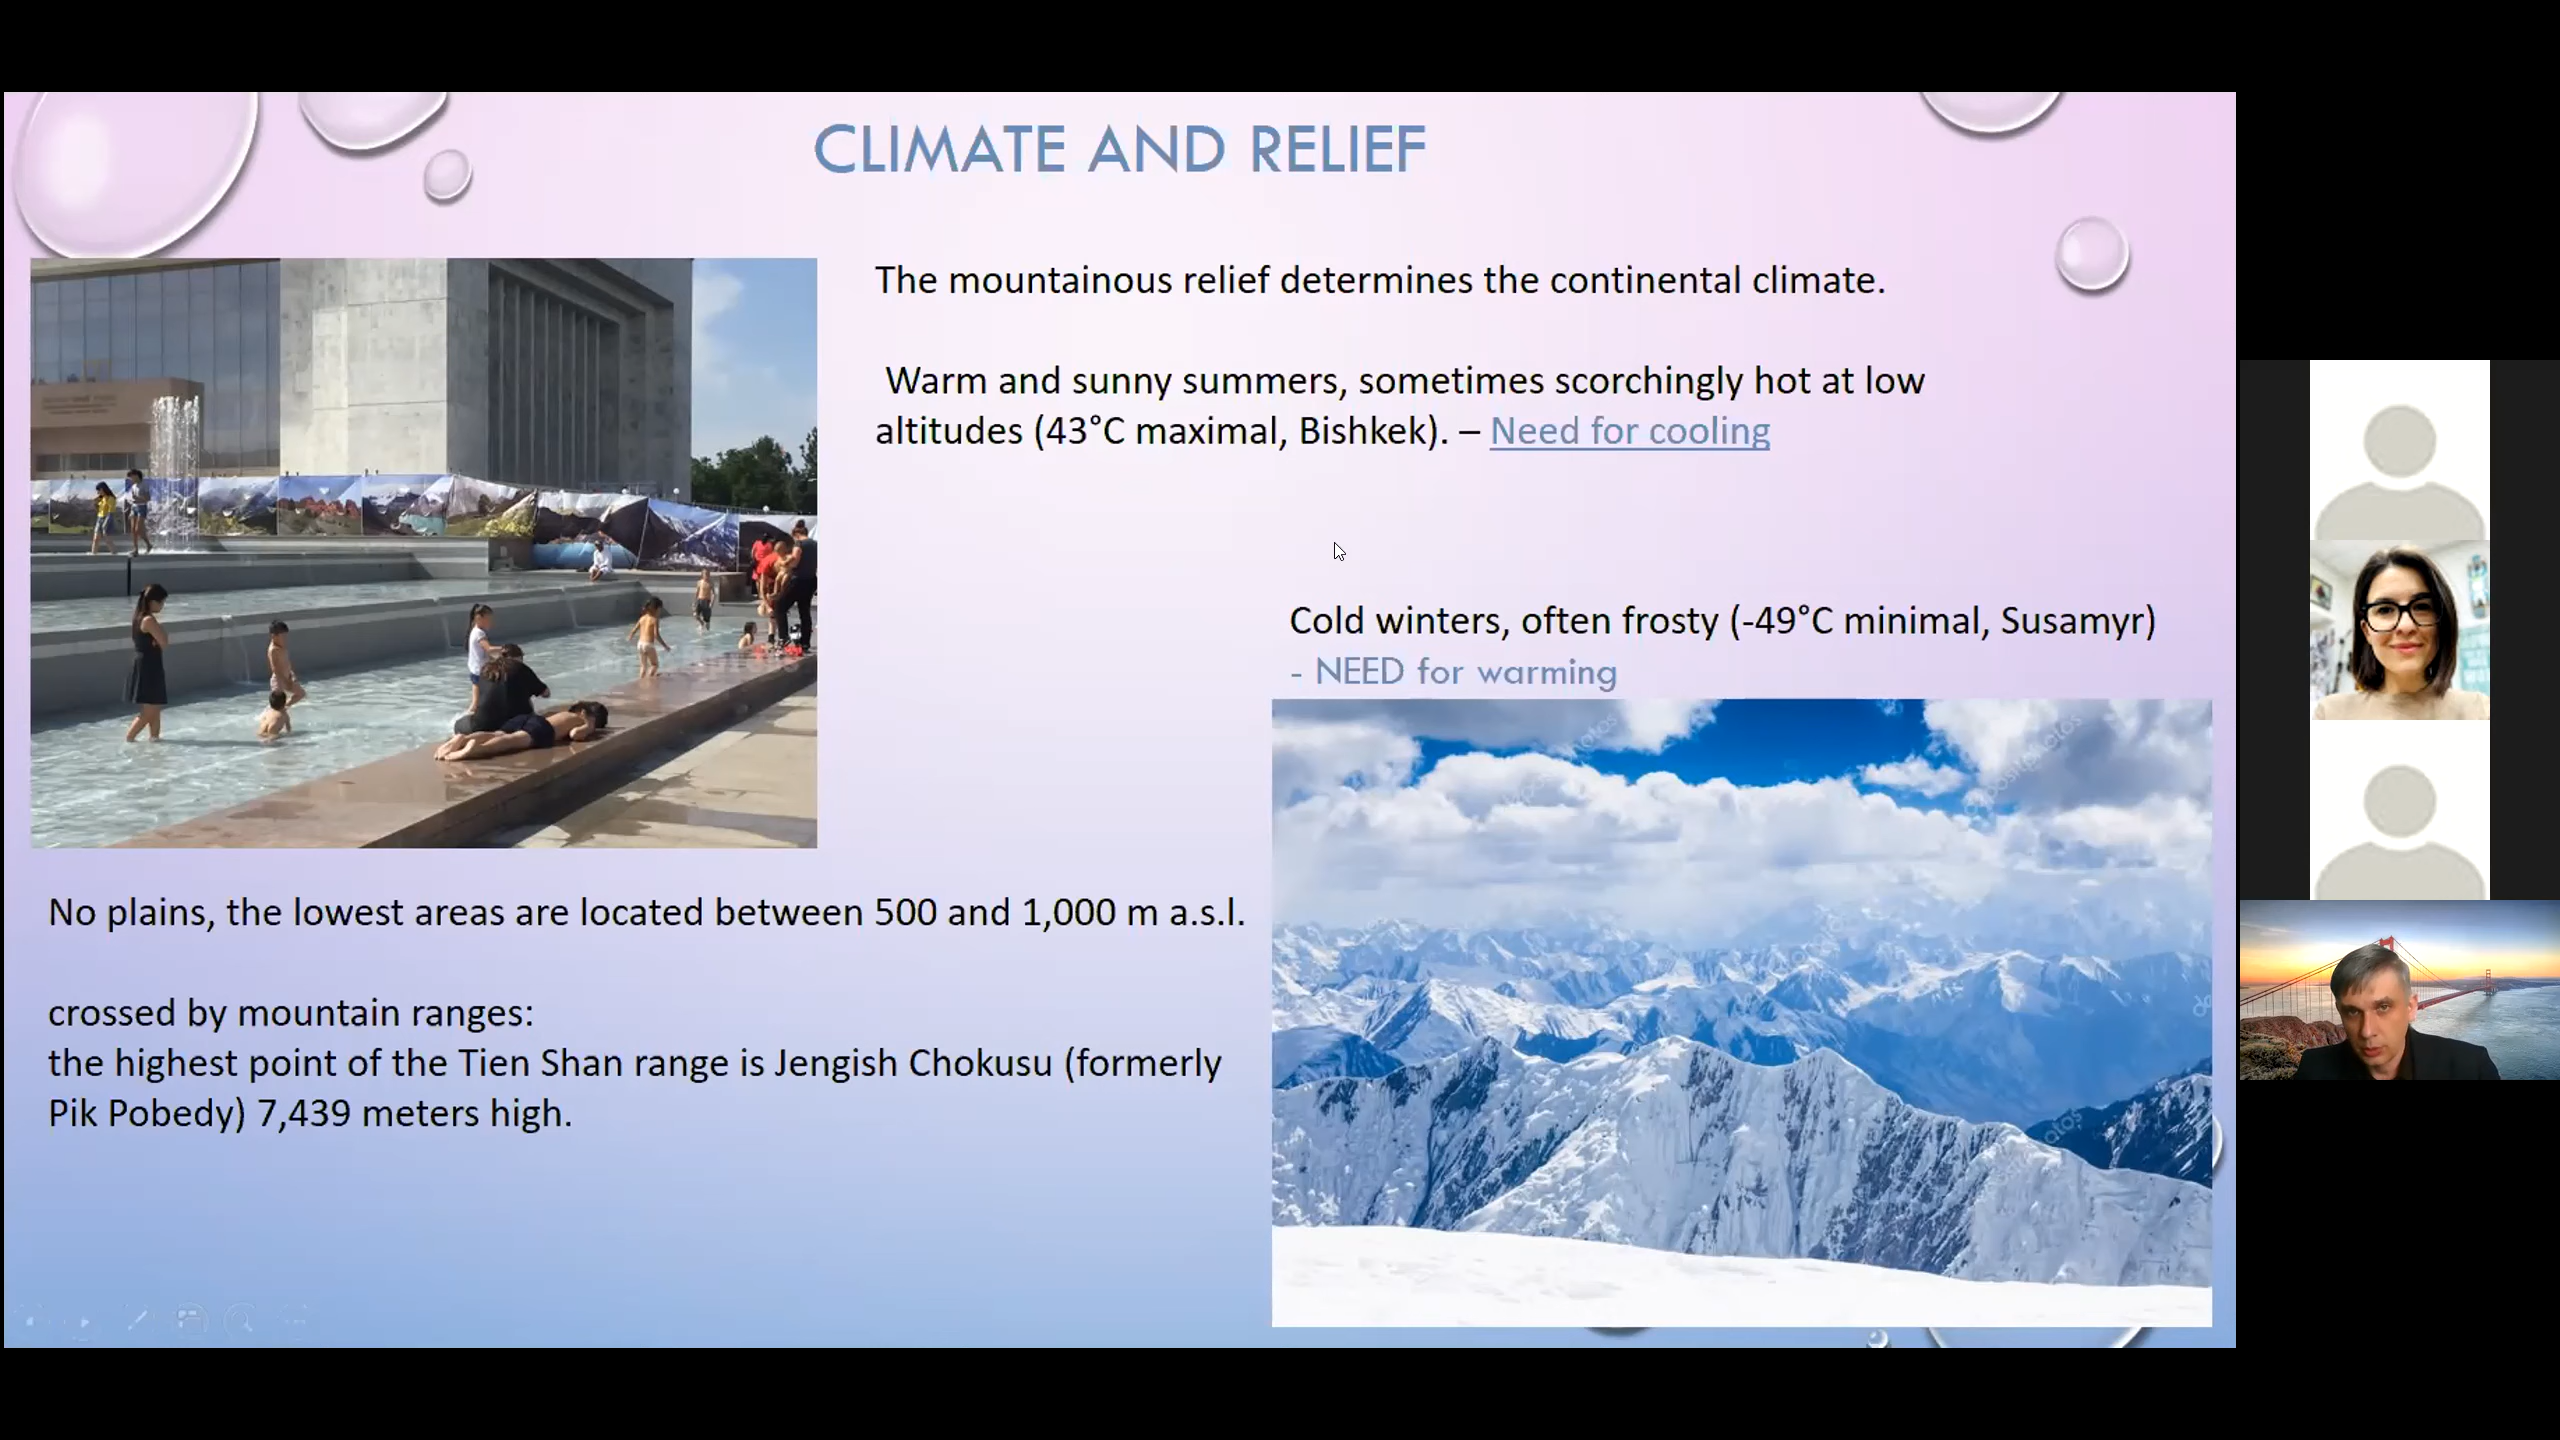 CLIMATE AND RELIEF
The mountainous relief determines the continental climate.
Warm and sunny summers, sometimes scorchingly hot at low
altitudes (43°C maximal, Bishkek). – Need for cooling
Cold winters, often frosty (-49°C minimal, Susamyr)
- NEED for warming
No plains, the lowest areas are located between 500 and 1,000 m a.s.l.
crossed by mountain ranges:
the highest point of the Tien Shan range is Jengish Chokusu (formerly
Pik Pobedy) 7,439 meters high.